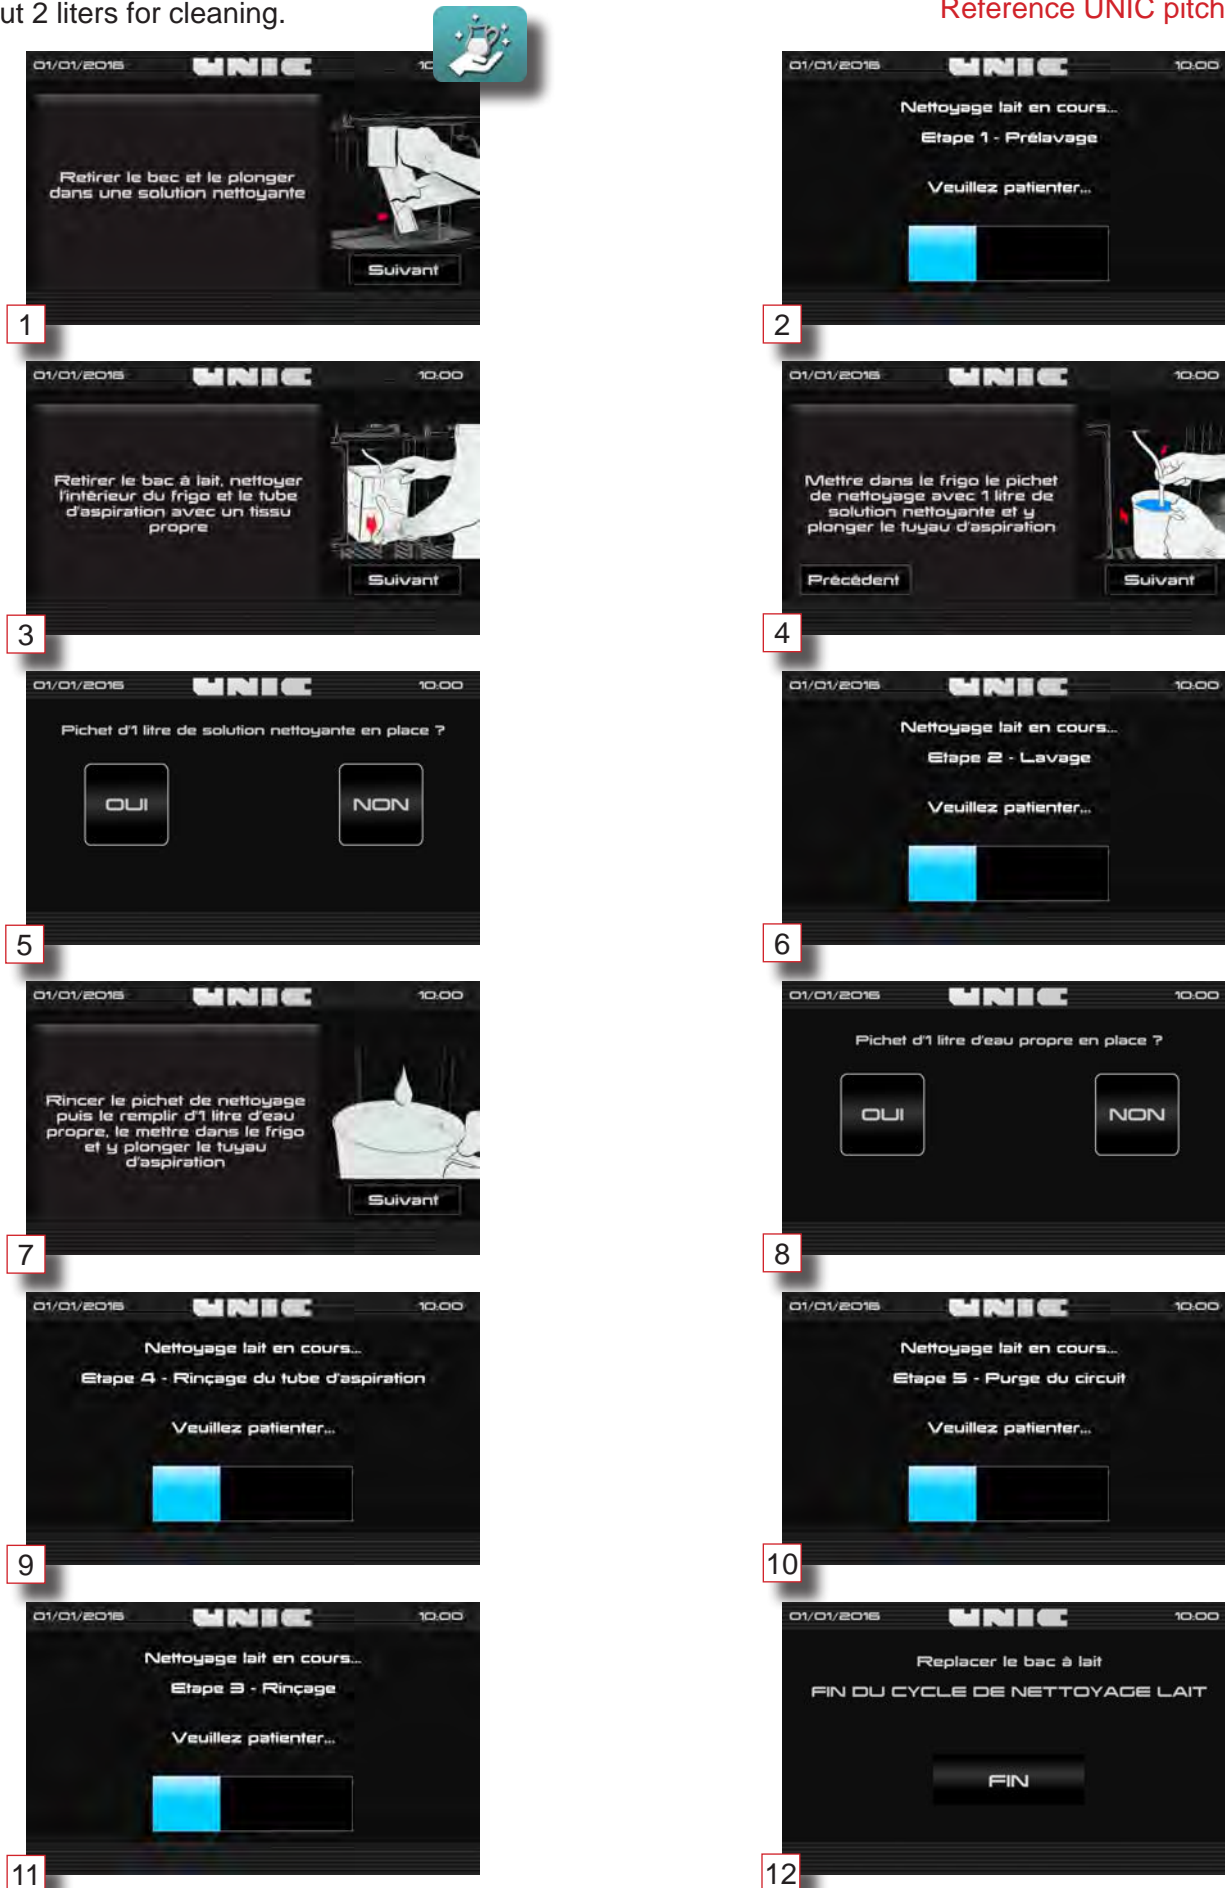 ut 2 liters for cleaning.
Reference UNIC pitch
01/01/2016 UNIC 10
Retirer le bec et le plonger
dans une solution nettoyante
Suivant
1
01/01/2016 UNIC 10:00
Nettoyage lait en cours...
Etape 1 - Prélavage
Veuillez patienter...
2
01/01/2016 UNIC 10:00
Retirer le bac à lait, nettoyer
l'intérieur du frigo et le tube
d'aspiration avec un tissu
propre
Suivant
3
01/01/2016 UNIC 10:00
Mettre dans le frigo le pichet
de nettoyage avec 1 litre de
solution nettoyante et y
plonger le tuyau d'aspiration
Précédent Suivant
4
01/01/2016 UNIC 10:00
Pichet d'1 litre de solution nettoyante en place ?
OUI NON
5
01/01/2016 UNIC 10:00
Nettoyage lait en cours...
Etape 2 - Lavage
Veuillez patienter...
6
01/01/2016 UNIC 10:00
Rincer le pichet de nettoyage
puis le remplir d'1 litre d'eau
propre, le mettre dans le frigo
et y plonger le tuyau
d'aspiration
Suivant
7
01/01/2016 UNIC 10:00
Pichet d'1 litre d'eau propre en place ?
OUI NON
8
01/01/2016 UNIC 10:00
Nettoyage lait en cours...
Etape 4 - Rinçage du tube d'aspiration
Veuillez patienter...
9
01/01/2016 UNIC 10:00
Nettoyage lait en cours...
Etape 5 - Purge du circuit
Veuillez patienter...
10
01/01/2016 UNIC 10:00
Nettoyage lait en cours...
Etape 3 - Rinçage
Veuillez patienter...
11
01/01/2016 UNIC 10:00
Replacer le bac à lait
FIN DU CYCLE DE NETTOYAGE LAIT
FIN
12